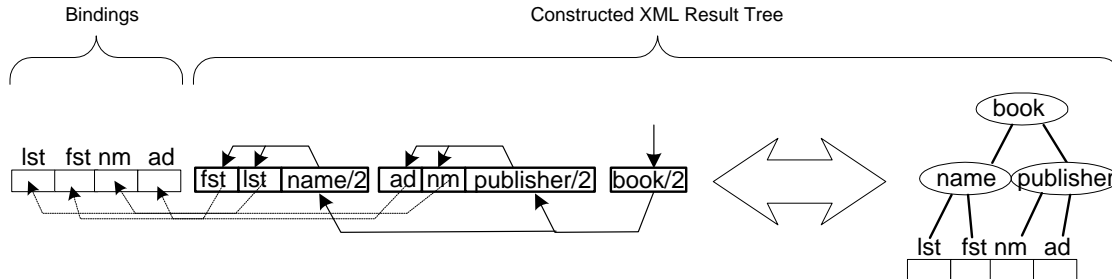 Bindings
Constructed XML Result Tree
book
lst fst nm ad
fst lst name/2 ad nm publisher/2 book/2
name publisher
lst fst nm ad